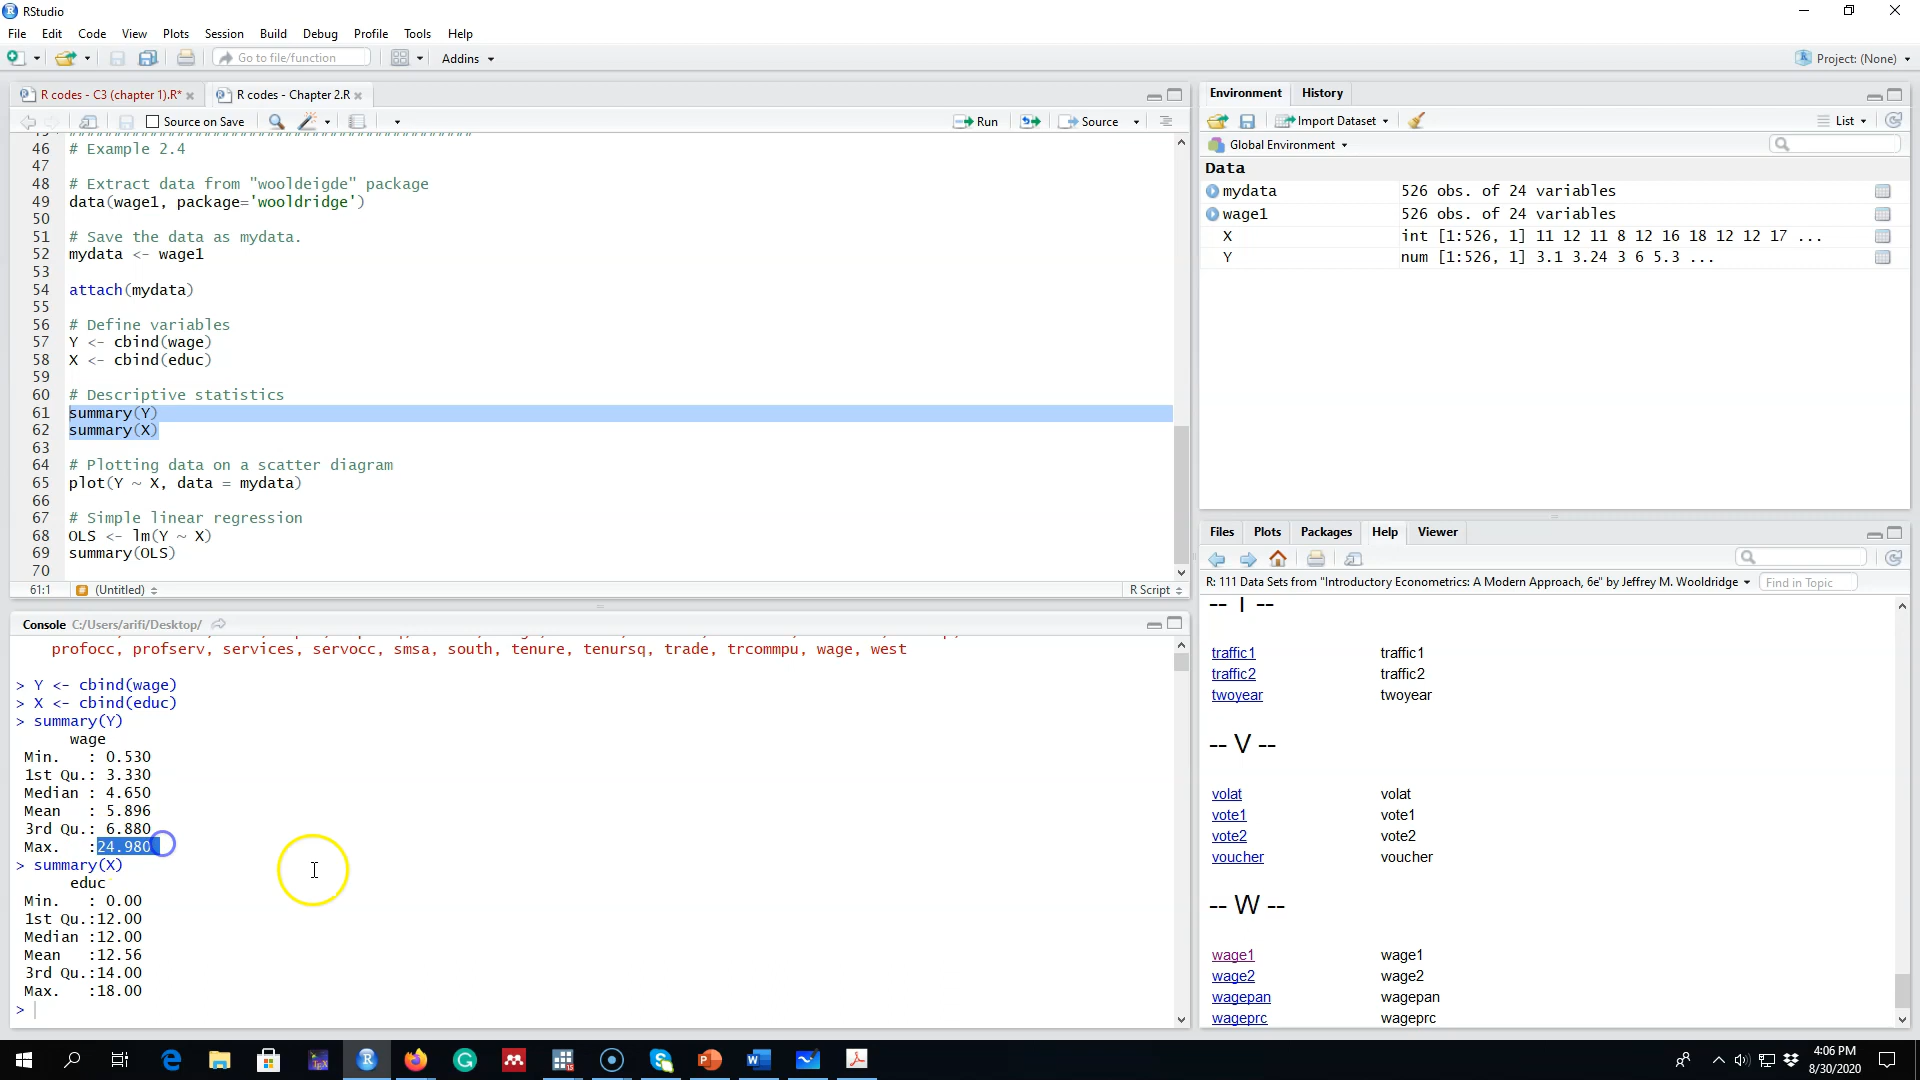 RStudio
File Edit Code View Plots Session Build Debug Profile Tools Help
Go to file/function Addins Project: (None)
R codes - C3 (chapter 1).R* R codes - Chapter 2.R
Source on Save Run Source
46 # Example 2.4
47
48 # Extract data from "wooldeigde" package
49 data(wage1, package='wooldridge')
50
51 # Save the data as mydata.
52 mydata <- wage1
53
54 attach(mydata)
55
56 # Define variables
57 Y <- cbind(wage)
58 X <- cbind(educ)
59
60 # Descriptive statistics
61 summary(Y)
62 summary(X)
63
64 # Plotting data on a scatter diagram
65 plot(Y ~ X, data = mydata)
66
67 # Simple linear regression
68 OLS <- lm(Y ~ X)
69 summary(OLS)
70
61:1 (Untitled) R Script
Console C:/Users/arifi/Desktop/
profocc, profserv, services, servocc, smsa, south, tenure, tenursq, trade, trcommpu, wage, west
> Y <- cbind(wage)
> X <- cbind(educ)
> summary(Y)
wage
Min. : 0.530
1st Qu.: 3.330
Median : 4.650
Mean : 5.896
3rd Qu.: 6.880
Max. :24.980
> summary(X)
educ
Min. : 0.00
1st Qu.:12.00
Median :12.00
Mean :12.56
3rd Qu.:14.00
Max. :18.00
>
Environment History
Import Dataset List
Global Environment
Data
mydata 526 obs. of 24 variables
wage1 526 obs. of 24 variables
X int [1:526, 1] 11 12 11 8 12 16 18 12 12 17 ...
Y num [1:526, 1] 3.1 3.24 3 6 5.3 ...
Files Plots Packages Help Viewer
R: 111 Data Sets from "Introductory Econometrics: A Modern Approach, 6e" by Jeffrey M. Wooldridge Find in Topic
-- T --
traffic1 traffic1
traffic2 traffic2
twoyear twoyear
-- V --
volat volat
vote1 vote1
vote2 vote2
voucher voucher
-- W --
wage1 wage1
wage2 wage2
wagepan wagepan
wageprc wageprc
4:06 PM
8/30/2020